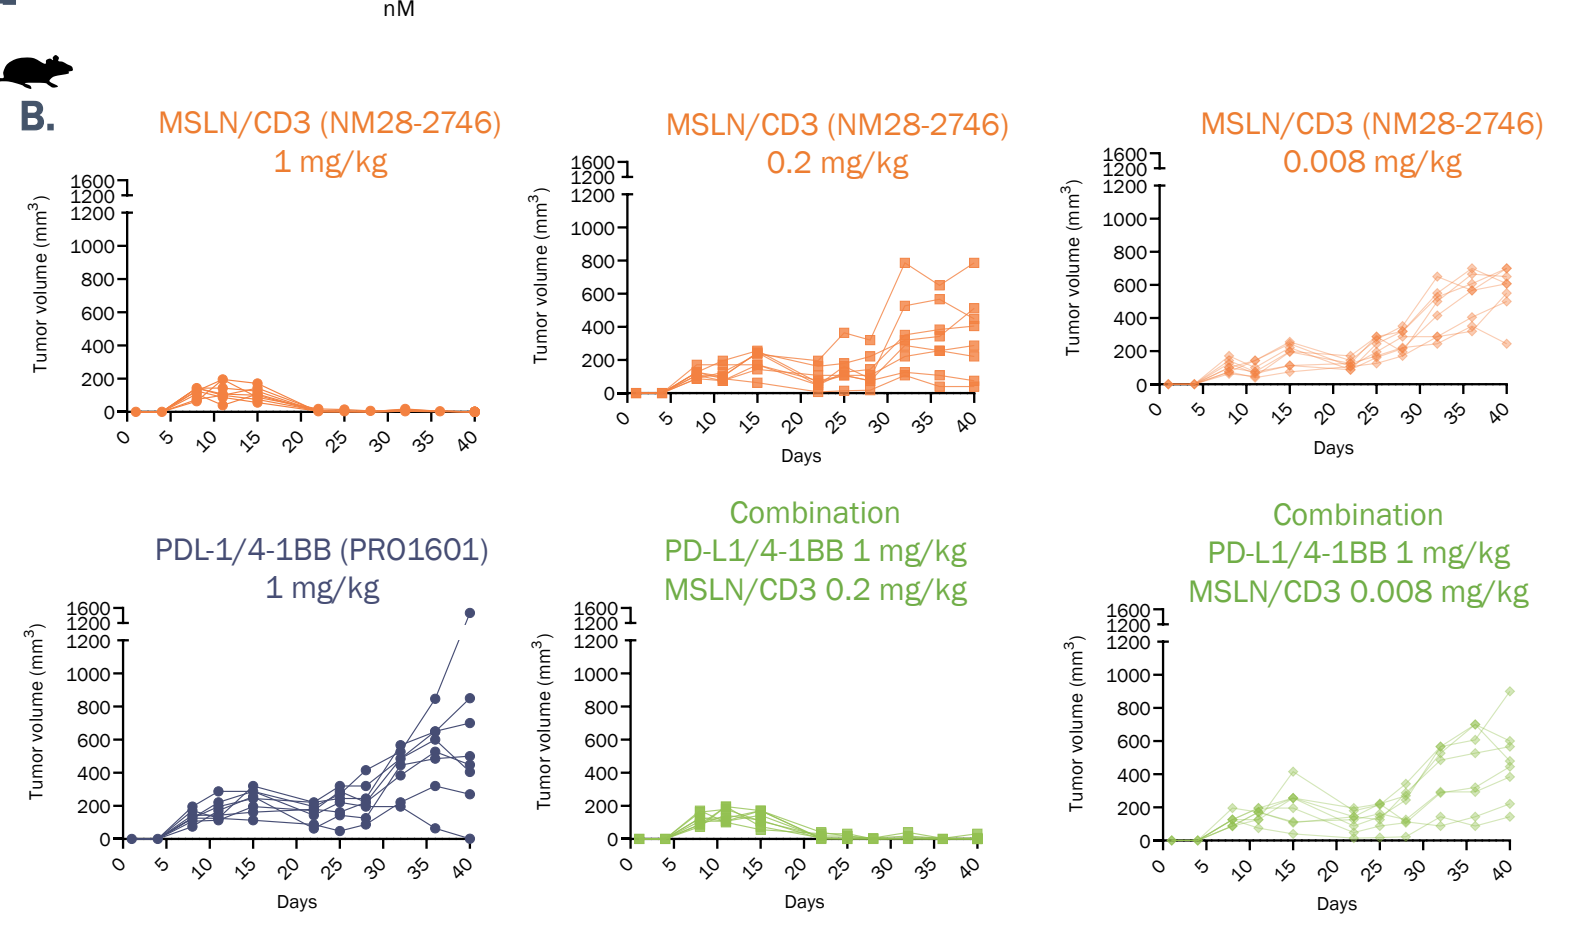 nM
B.
MSLN/CD3 (NM28-2746)
1 mg/kg
1600
1200
1200
1000
800
600
400
200
0
Tumor volume (mm³)
0 5 10 15 20 25 30 35 40
MSLN/CD3 (NM28-2746)
0.2 mg/kg
1600
1200
1200
1000
800
600
400
200
0
Tumor volume (mm³)
0 5 10 15 20 25 30 35 40
Days
MSLN/CD3 (NM28-2746)
0.008 mg/kg
1600
1200
1200
1000
800
600
400
200
0
Tumor volume (mm³)
0 5 10 15 20 25 30 35 40
Days
PDL-1/4-1BB (PRO1601)
1 mg/kg
1600
1200
1200
1000
800
600
400
200
0
Tumor volume (mm³)
0 5 10 15 20 25 30 35 40
Days
Combination
PD-L1/4-1BB 1 mg/kg
MSLN/CD3 0.2 mg/kg
1600
1200
1200
1000
800
600
400
200
0
Tumor volume (mm³)
0 5 10 15 20 25 30 35 40
Days
Combination
PD-L1/4-1BB 1 mg/kg
MSLN/CD3 0.008 mg/kg
1600
1200
1200
1000
800
600
400
200
0
Tumor volume (mm³)
0 5 10 15 20 25 30 35 40
Days